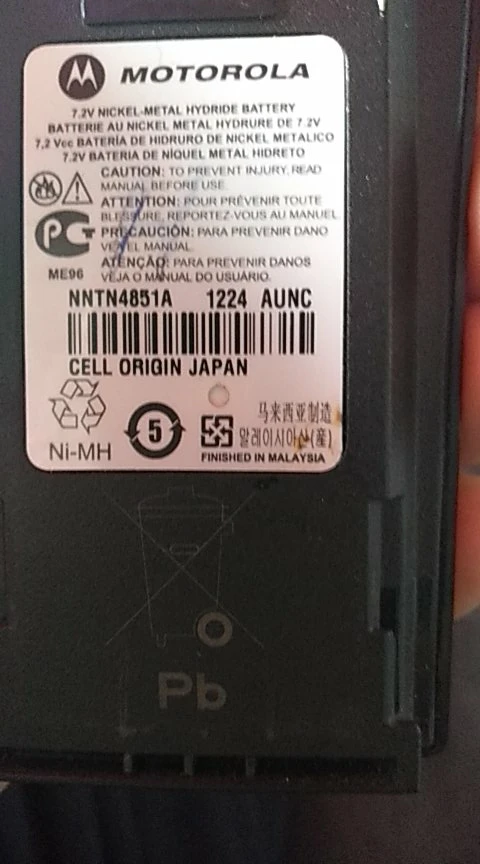 MOTOROLA
7.2V NICKEL-METAL HYDRIDE BATTERY
BATTERIE AU NICKEL METAL HYDRURE DE 7.2V
7,2 Vcc BATERÍA DE HIDRURO DE NICKEL METALICO
7.2V BATERIA DE NÍQUEL METAL HIDRETO
CAUTION: TO PREVENT INJURY, READ
MANUAL BEFORE USE.
ATTENTION: POUR PRÉVENIR TOUTE
BLESSURE, REPORTEZ-VOUS AU MANUEL.
PRECAUCIÓN: PARA PREVENIR DANO
VEA EL MANUAL.
ATENÇÃO: PARA PREVENIR DANOS
VEJA O MANUAL DO USUÁRIO.
ME96
NNTN4851A 1224 AUNC
CELL ORIGIN JAPAN
Ni-MH
5
马来西亚制造
말레이시아산(産)
FINISHED IN MALAYSIA
Pb